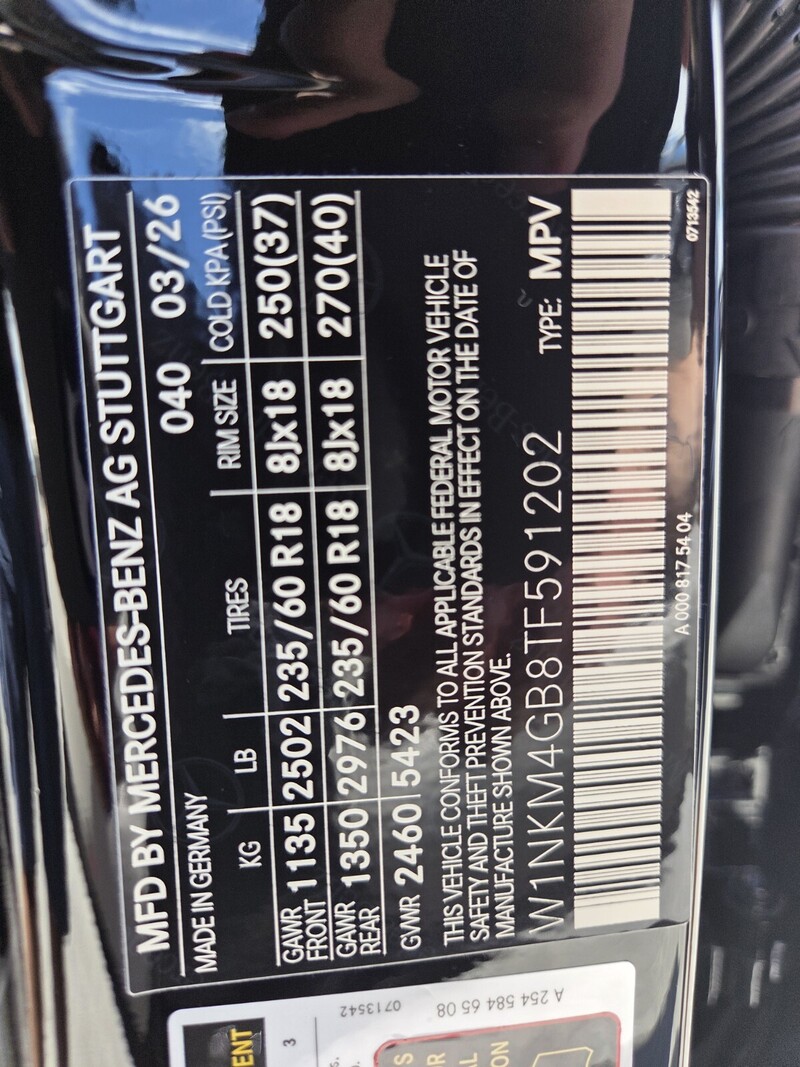 MFD BY MERCEDES-BENZ AG STUTTGART
MADE IN GERMANY 040 03/26
KG LB TIRES RIM SIZE COLD KPA (PSI)
GAWR FRONT 1135 2502 235/60 R18 8Jx18 250(37)
GAWR REAR 1350 2976 235/60 R18 8Jx18 270(40)
GVWR 2460 5423
THIS VEHICLE CONFORMS TO ALL APPLICABLE FEDERAL MOTOR VEHICLE
SAFETY AND THEFT PREVENTION STANDARDS IN EFFECT ON THE DATE OF
MANUFACTURE SHOWN ABOVE.
W1NKM4GB8TF591202 TYPE: MPV
A 000 817 54 04 0713542
A 254 584 65 08
0713542
3